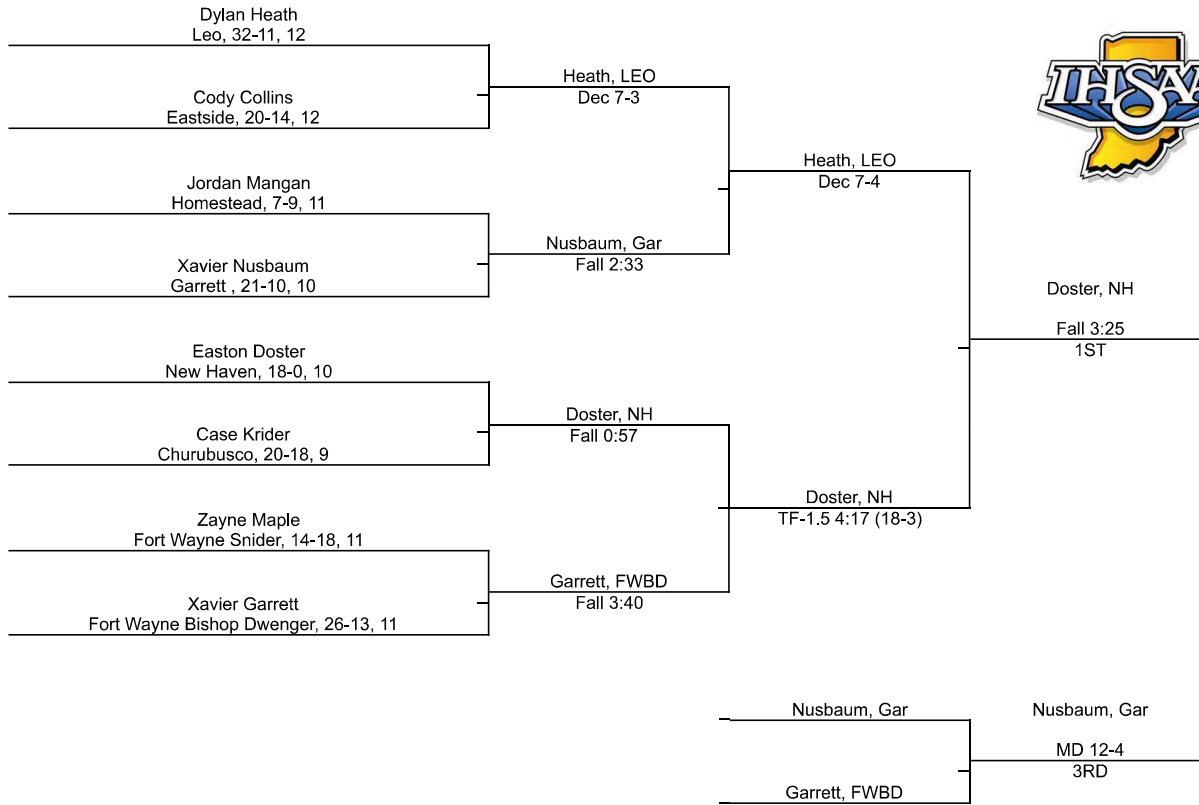 Dylan Heath
Leo, 32-11, 12
Cody Collins
Eastside, 20-14, 12
Jordan Mangan
Homestead, 7-9, 11
Xavier Nusbaum
Garrett , 21-10, 10
Easton Doster
New Haven, 18-0, 10
Case Krider
Churubusco, 20-18, 9
Zayne Maple
Fort Wayne Snider, 14-18, 11
Xavier Garrett
Fort Wayne Bishop Dwenger, 26-13, 11
Heath, LEO
Dec 7-3
Nusbaum, Gar
Fall 2:33
Doster, NH
Fall 0:57
Garrett, FWBD
Fall 3:40
Heath, LEO
Dec 7-4
Doster, NH
TF-1.5 4:17 (18-3)
IHSAA
Doster, NH
Fall 3:25
1ST
Nusbaum, Gar
Garrett, FWBD
Nusbaum, Gar
MD 12-4
3RD